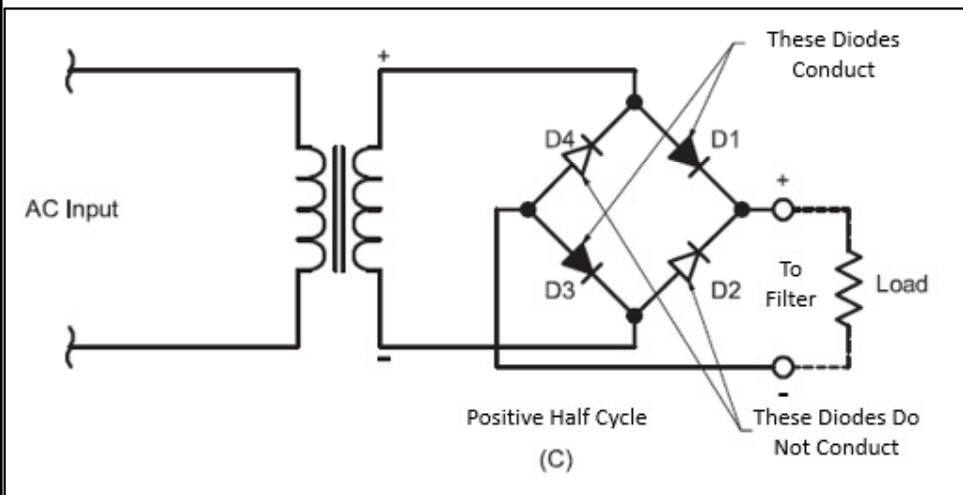 These Diodes
Conduct
+
D4
D1
+
AC Input
D3
D2
To
Filter
Load
-
-
Positive Half Cycle
These Diodes Do
Not Conduct
(C)